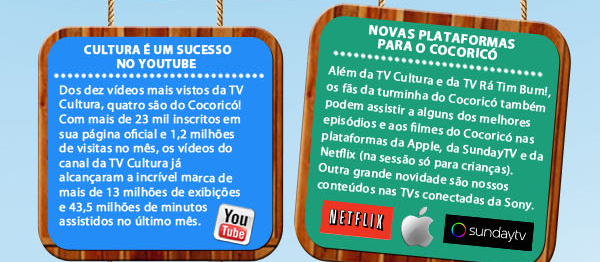 CULTURA É UM SUCESSO
NO YOUTUBE
Dos dez vídeos mais vistos da TV
Cultura, quatro são do Cocoricó!
Com mais de 23 mil inscritos em
sua página oficial e 1,2 milhões
de visitas no mês, os vídeos do
canal da TV Cultura já
alcançaram a incrível marca de
mais de 13 milhões de exibições
e 43,5 milhões de minutos
assistidos no último mês.
You
Tube
NOVAS PLATAFORMAS
PARA O COCORICÓ
Além da TV Cultura e da TV Rá Tim Bum!,
os fãs da turminha do Cocoricó também
podem assistir a alguns dos melhores
episódios e aos filmes do Cocoricó nas
plataformas da Apple, da SundayTV e da
Netflix (na sessão só para crianças).
Outra grande novidade são nossos
conteúdos nas TVs conectadas da Sony.
NETFLIX
sundaytv